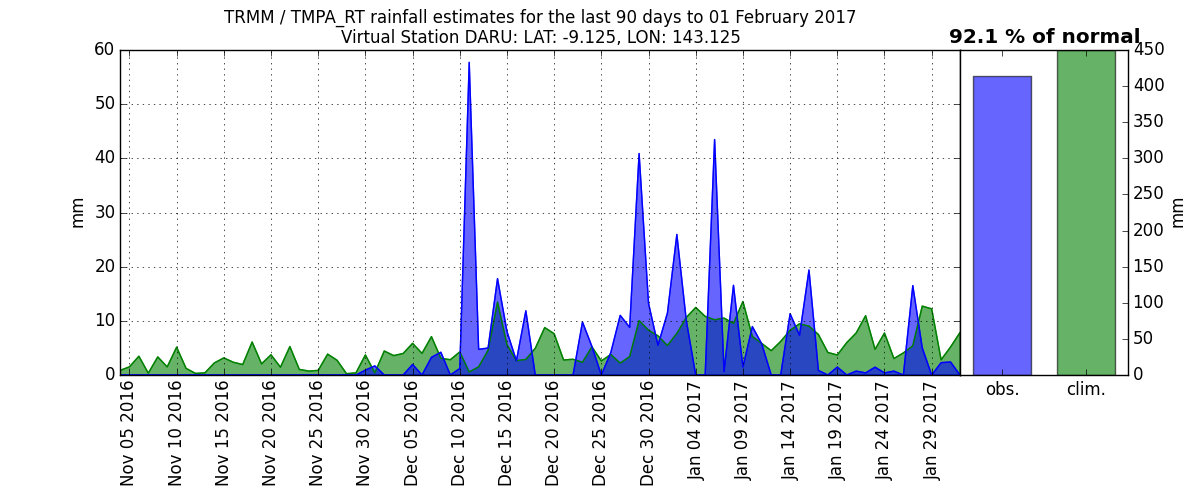 TRMM / TMPA_RT rainfall estimates for the last 90 days to 01 February 2017
Virtual Station DARU: LAT: -9.125, LON: 143.125
92.1 % of normal
mm
60
50
40
30
20
10
0
Nov 05 2016
Nov 10 2016
Nov 15 2016
Nov 20 2016
Nov 25 2016
Nov 30 2016
Dec 05 2016
Dec 10 2016
Dec 15 2016
Dec 20 2016
Dec 25 2016
Dec 30 2016
Jan 04 2017
Jan 09 2017
Jan 14 2017
Jan 19 2017
Jan 24 2017
Jan 29 2017
obs.
clim.
450
400
350
300
250
200
150
100
50
0
mm